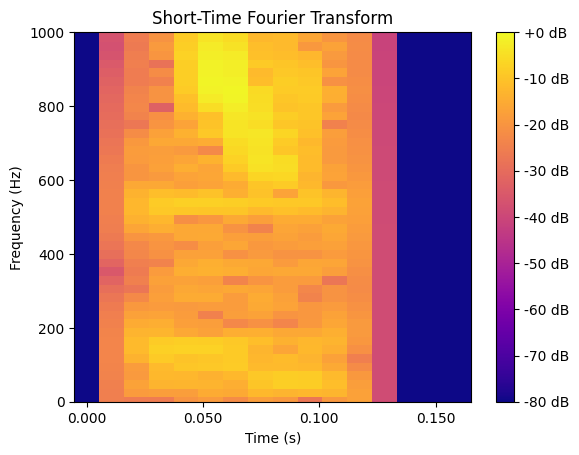 Short-Time Fourier Transform
1000
800
600
400
200
0
Frequency (Hz)
0.000
0.050
0.100
0.150
Time (s)
+0 dB
-10 dB
-20 dB
-30 dB
-40 dB
-50 dB
-60 dB
-70 dB
-80 dB